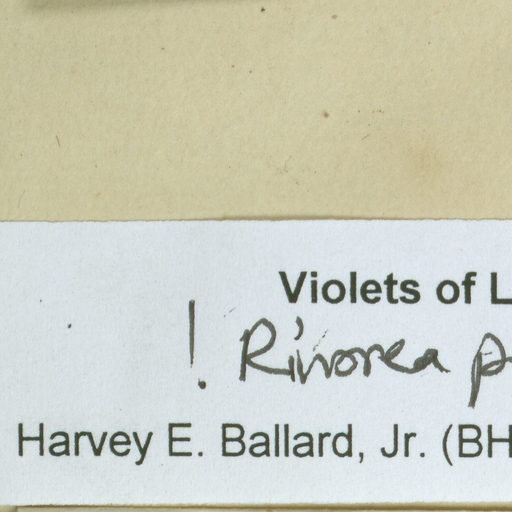 Violets of L
! Rinorea p
Harvey E. Ballard, Jr. (BH